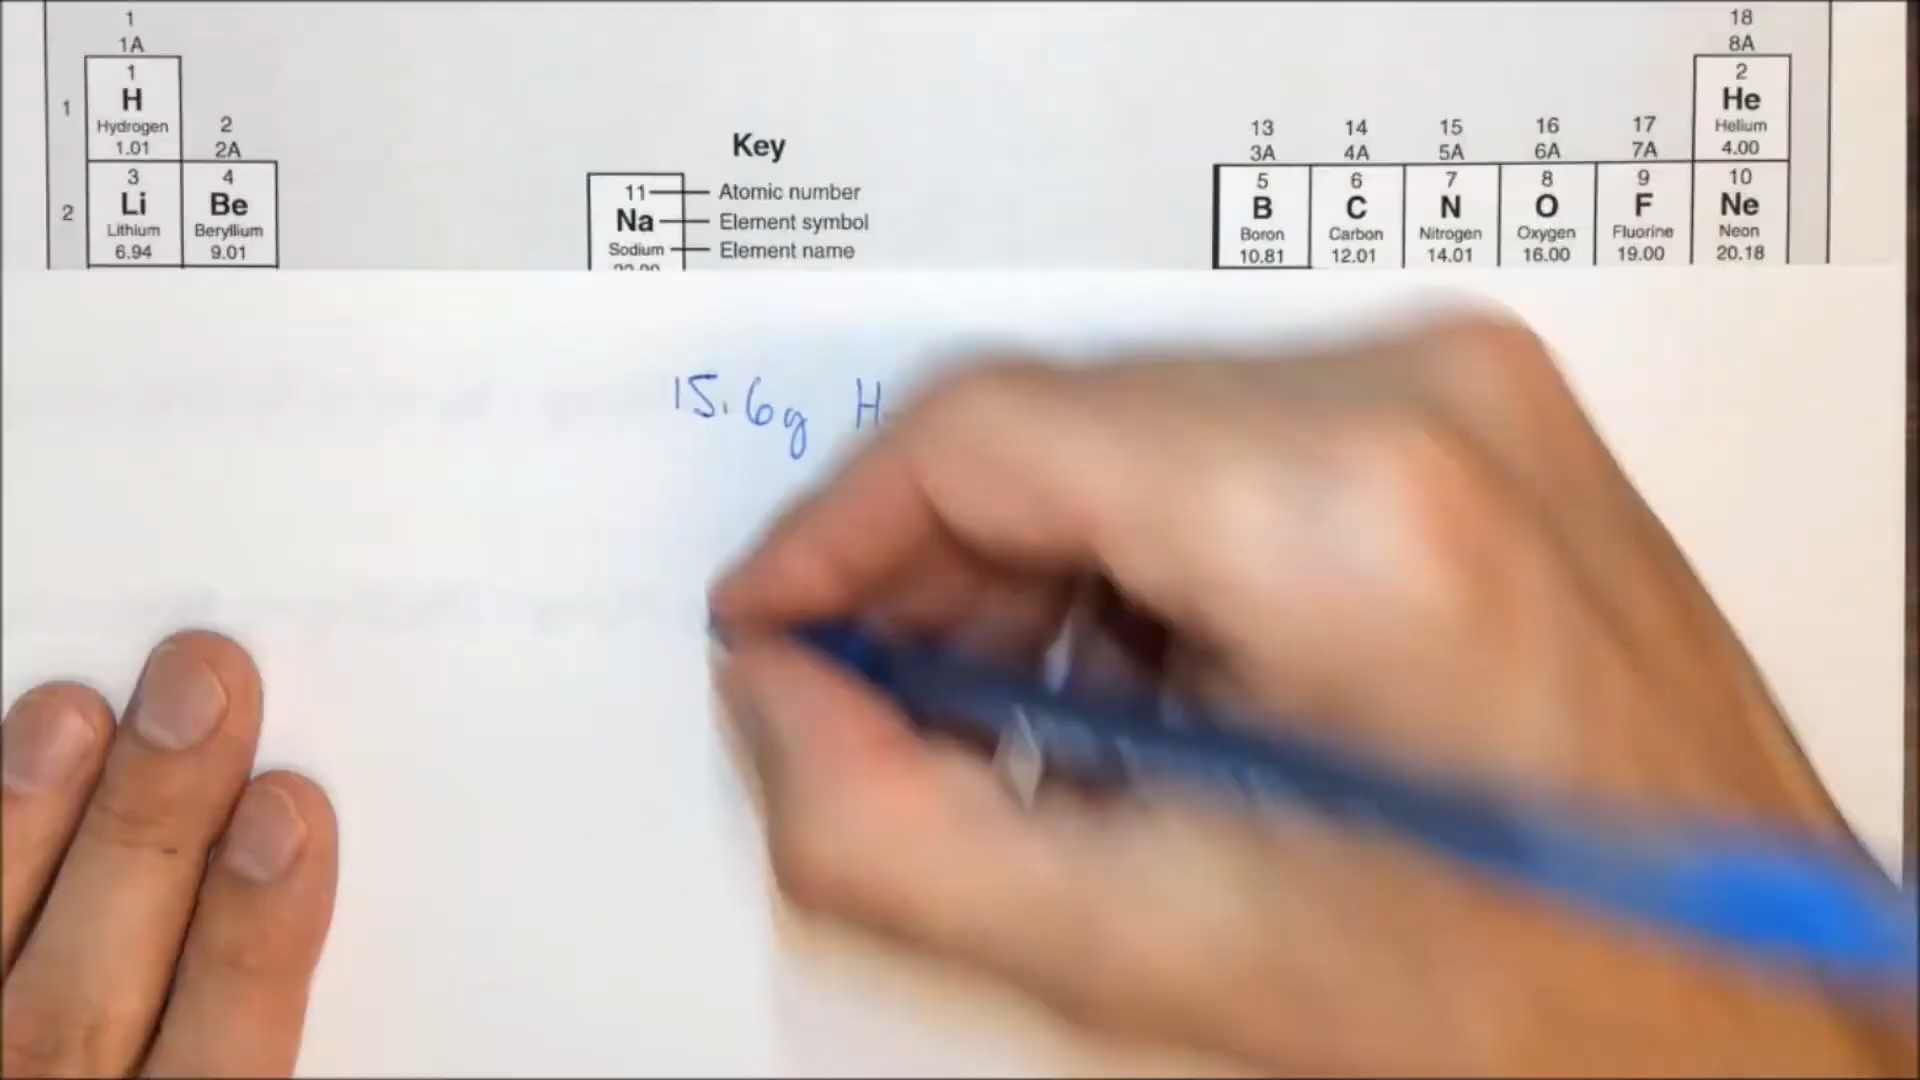 1 18
1A 8A
1 2
H He
1 Hydrogen 2 Key 13 14 15 16 17 Helium
1.01 2A 3A 4A 5A 6A 7A 4.00
3 4 11 Atomic number 5 6 7 8 9 10
2 Li Be Na Element symbol B C N O F Ne
Lithium Beryllium Sodium Element name Boron Carbon Nitrogen Oxygen Fluorine Neon
6.94 9.01 10.81 12.01 14.01 16.00 19.00 20.18
15.6g H